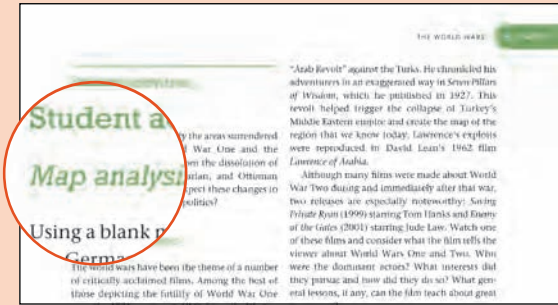 THE WORLD WARS
Student a
Map analysi
Using a blank
Germa
y the areas surrendered
War One and the
om the dissolution of
arian, and Ottoman
xpect these changes in
politics?
The world wars have been the theme of a number
of critically acclaimed films. Among the best of
those depicting the futility of World War One
"Arab Revolt" against the Turks. He chronicled his
adventures in an exaggerated way in Seven Pillars
of Wisdom, which he published in 1927. This
revolt helped trigger the collapse of Turkey's
Middle Eastern empire and create the map of the
region that we know today. Lawrence's exploits
were reproduced in David Lean's 1962 film
Lawrence of Arabia.
Although many films were made about World
War Two during and immediately after that war,
two releases are especially noteworthy: Saving
Private Ryan (1999) starring Tom Hanks and Enemy
at the Gates (2001) starring Jude Law. Watch one
of these films and consider what the film tells the
viewer about World Wars One and Two. Who
were the dominant actors? What interests did
they pursue and how did they do so? What gen-
eral lessons, if any, can the film teach about great